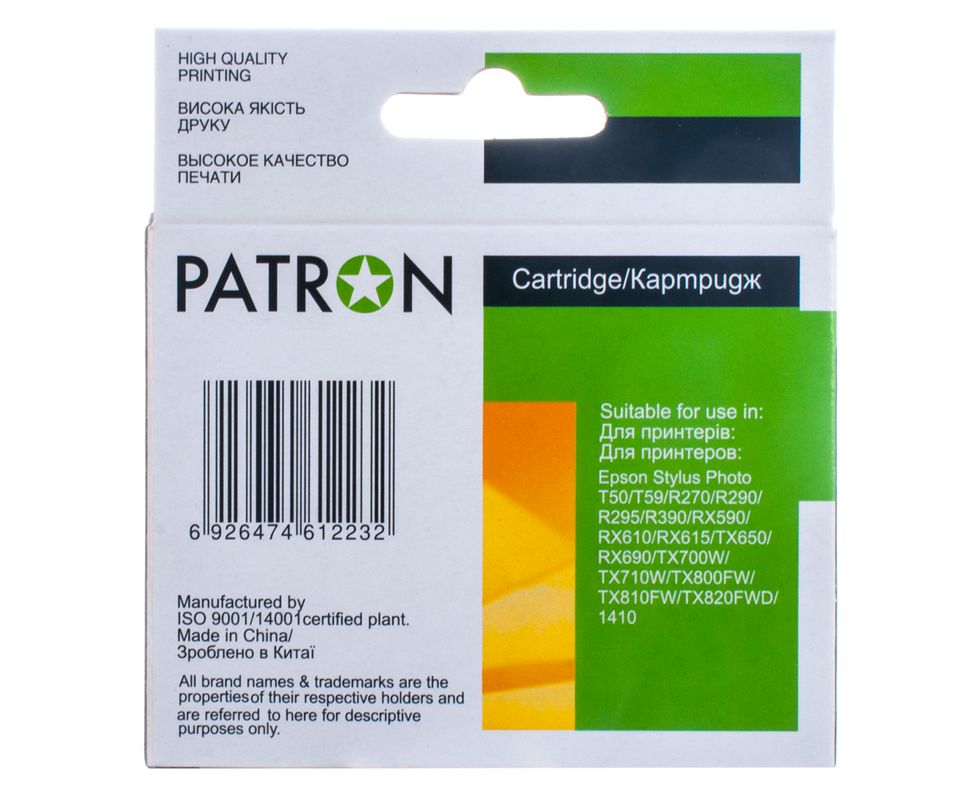 HIGH QUALITY
PRINTING
ВИСОКА ЯКІСТЬ
ДРУКУ
ВЫСОКОЕ КАЧЕСТВО
ПЕЧАТИ
PATRON
6 926474 612232
Manufactured by
ISO 9001/14001certified plant.
Made in China/
Зроблено в Китаї
All brand names & trademarks are the
properties of their respective holders and
are referred to here for descriptive
purposes only.
Cartridge/Картридж
Suitable for use in:
Для принтерів:
Для принтеров:
Epson Stylus Photo
T50/T59/R270/R290/
R295/R390/RX590/
RX610/RX615/TX650/
RX690/TX700W/
TX710W/TX800FW/
TX810FW/TX820FWD/
1410